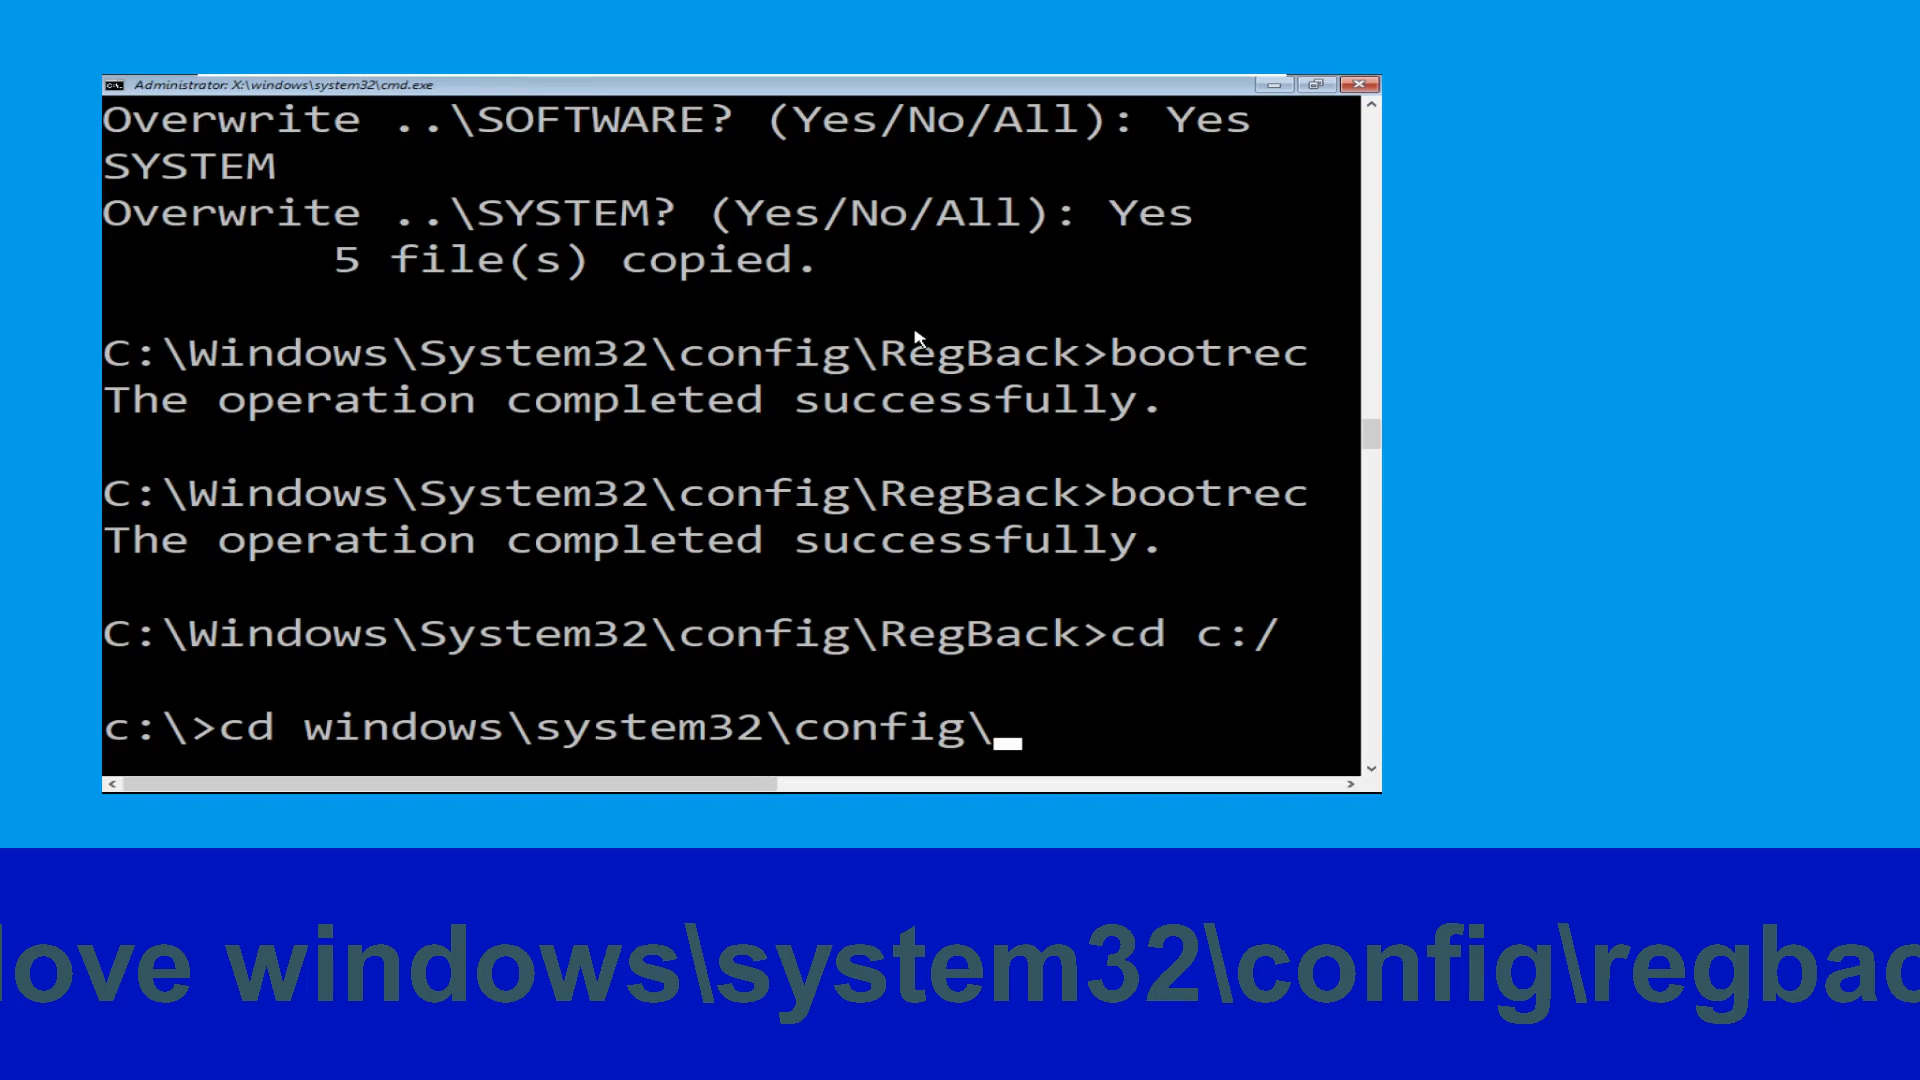 Administrator: X:\windows\system32\cmd.exe
Overwrite ..\SOFTWARE? (Yes/No/All): Yes
SYSTEM
Overwrite ..\SYSTEM? (Yes/No/All): Yes
5 file(s) copied.
C:\Windows\System32\config\RegBack>bootrec
The operation completed successfully.
C:\Windows\System32\config\RegBack>bootrec
The operation completed successfully.
C:\Windows\System32\config\RegBack>cd c:/
c:\>cd windows\system32\config\
windows\system32\config\regbac